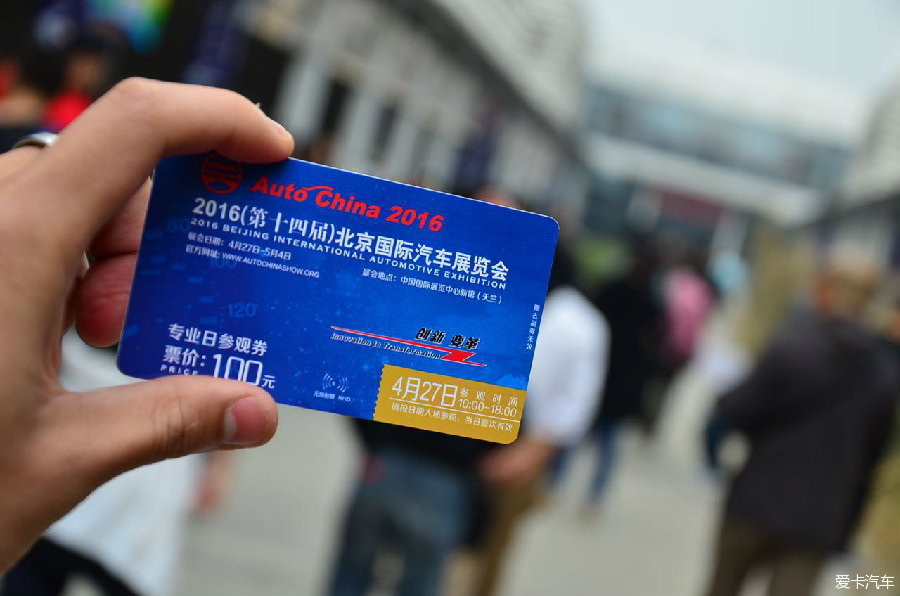 Auto China 2016
2016(第十四届)北京国际汽车展览会
2016 BEIJING INTERNATIONAL AUTOMOTIVE EXHIBITION
展会日期：4月27日-5月4日
官方网址：WWW.AUTOCHINASHOW.ORG
展会地点：中国国际展览中心新馆（天竺）
创新 变革
Innovation to Transformation
专业日参观券
票价：100元
PRICE
4月27日
参观时间
10:00-18:00
请按日期入场参观，当日首次有效
爱卡汽车